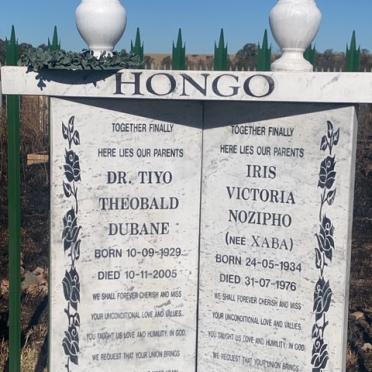 HONGO
TOGETHER FINALLY
HERE LIES OUR PARENTS
DR. TIYO
THEOBALD
DUBANE
BORN 10-09-1929
DIED 10-11-2005
WE SHALL FOREVER CHERISH AND MISS
YOUR UNCONDITIONAL LOVE AND VALUES.
YOU TAUGHT US LOVE AND HUMILITY. IN GOD,
WE REQUEST THAT YOUR UNION BRINGS
TOGETHER FINALLY
HERE LIES OUR PARENTS
IRIS
VICTORIA
NOZIPHO
(NEE XABA)
BORN 24-05-1934
DIED 31-07-1976
WE SHALL FOREVER CHERISH AND MISS
YOUR UNCONDITIONAL LOVE AND VALUES,
YOU TAUGHT US LOVE AND HUMILITY, IN GOD,
WE REQUEST THAT YOUR UNION BRINGS